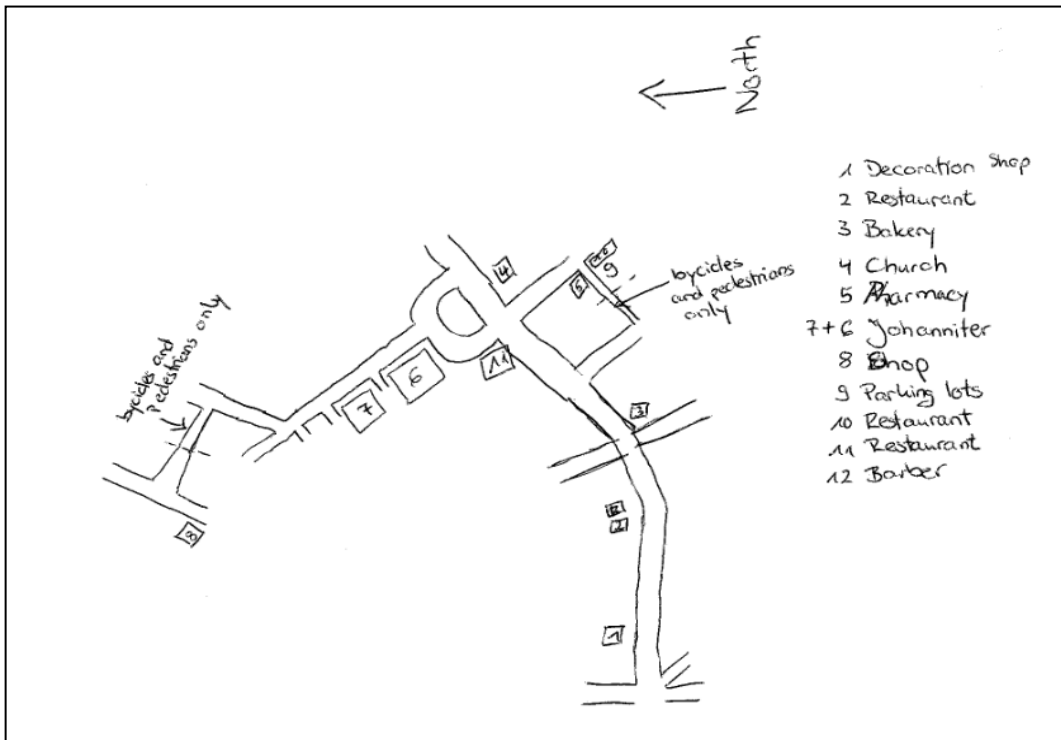 North
1 Decoration Shop
2 Restaurant
3 Bakery
4 Church
5 Pharmacy
7+6 Johanniter
8 Shop
9 Parking lots
10 Restaurant
11 Restaurant
12 Barber
bycicles and
pedestrians only
bycicles
and pedestrians
only
4
5
9
11
6
7
3
8
2
1